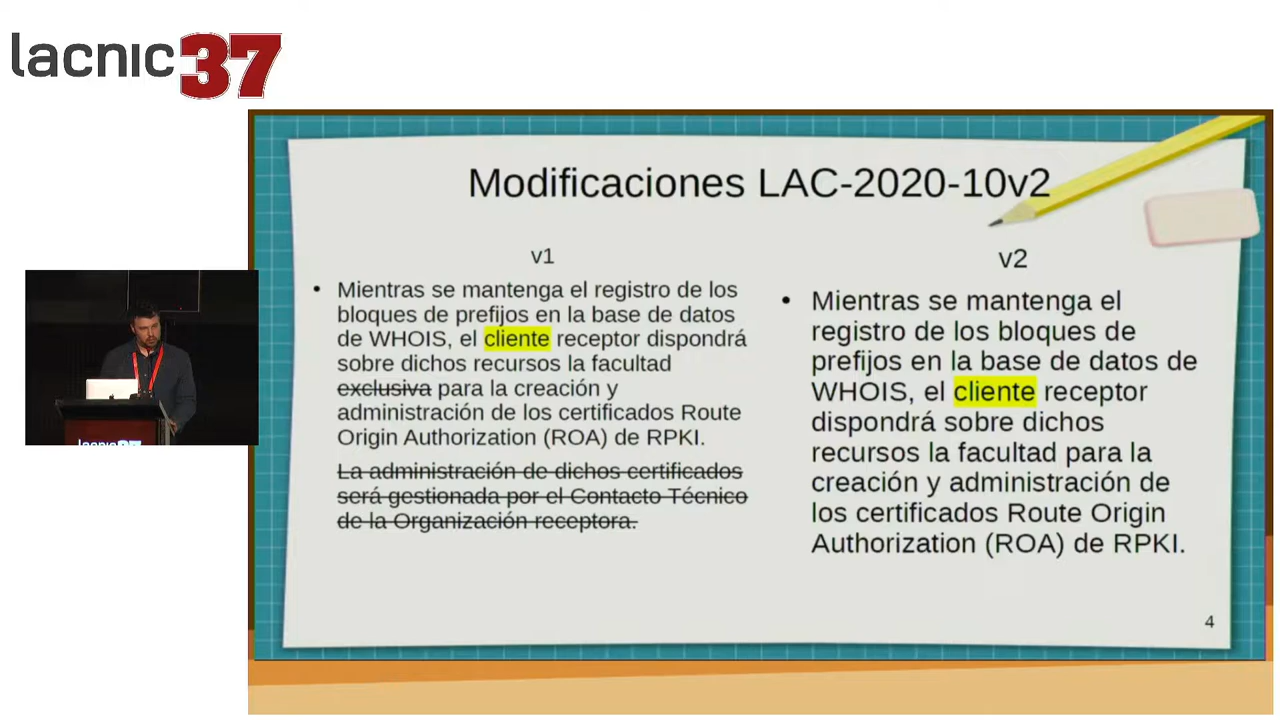 lacnic 37
Modificaciones LAC-2020-10v2
v1
• Mientras se mantenga el registro de los
bloques de prefijos en la base de datos
de WHOIS, el cliente receptor dispondrá
sobre dichos recursos la facultad
exclusiva para la creación y
administración de los certificados Route
Origin Authorization (ROA) de RPKI.
La administración de dichos certificados
será gestionada por el Contacto Técnico
de la Organización receptora.
v2
• Mientras se mantenga el
registro de los bloques de
prefijos en la base de datos de
WHOIS, el cliente receptor
dispondrá sobre dichos
recursos la facultad para la
creación y administración de
los certificados Route Origin
Authorization (ROA) de RPKI.
4
lacnic 37